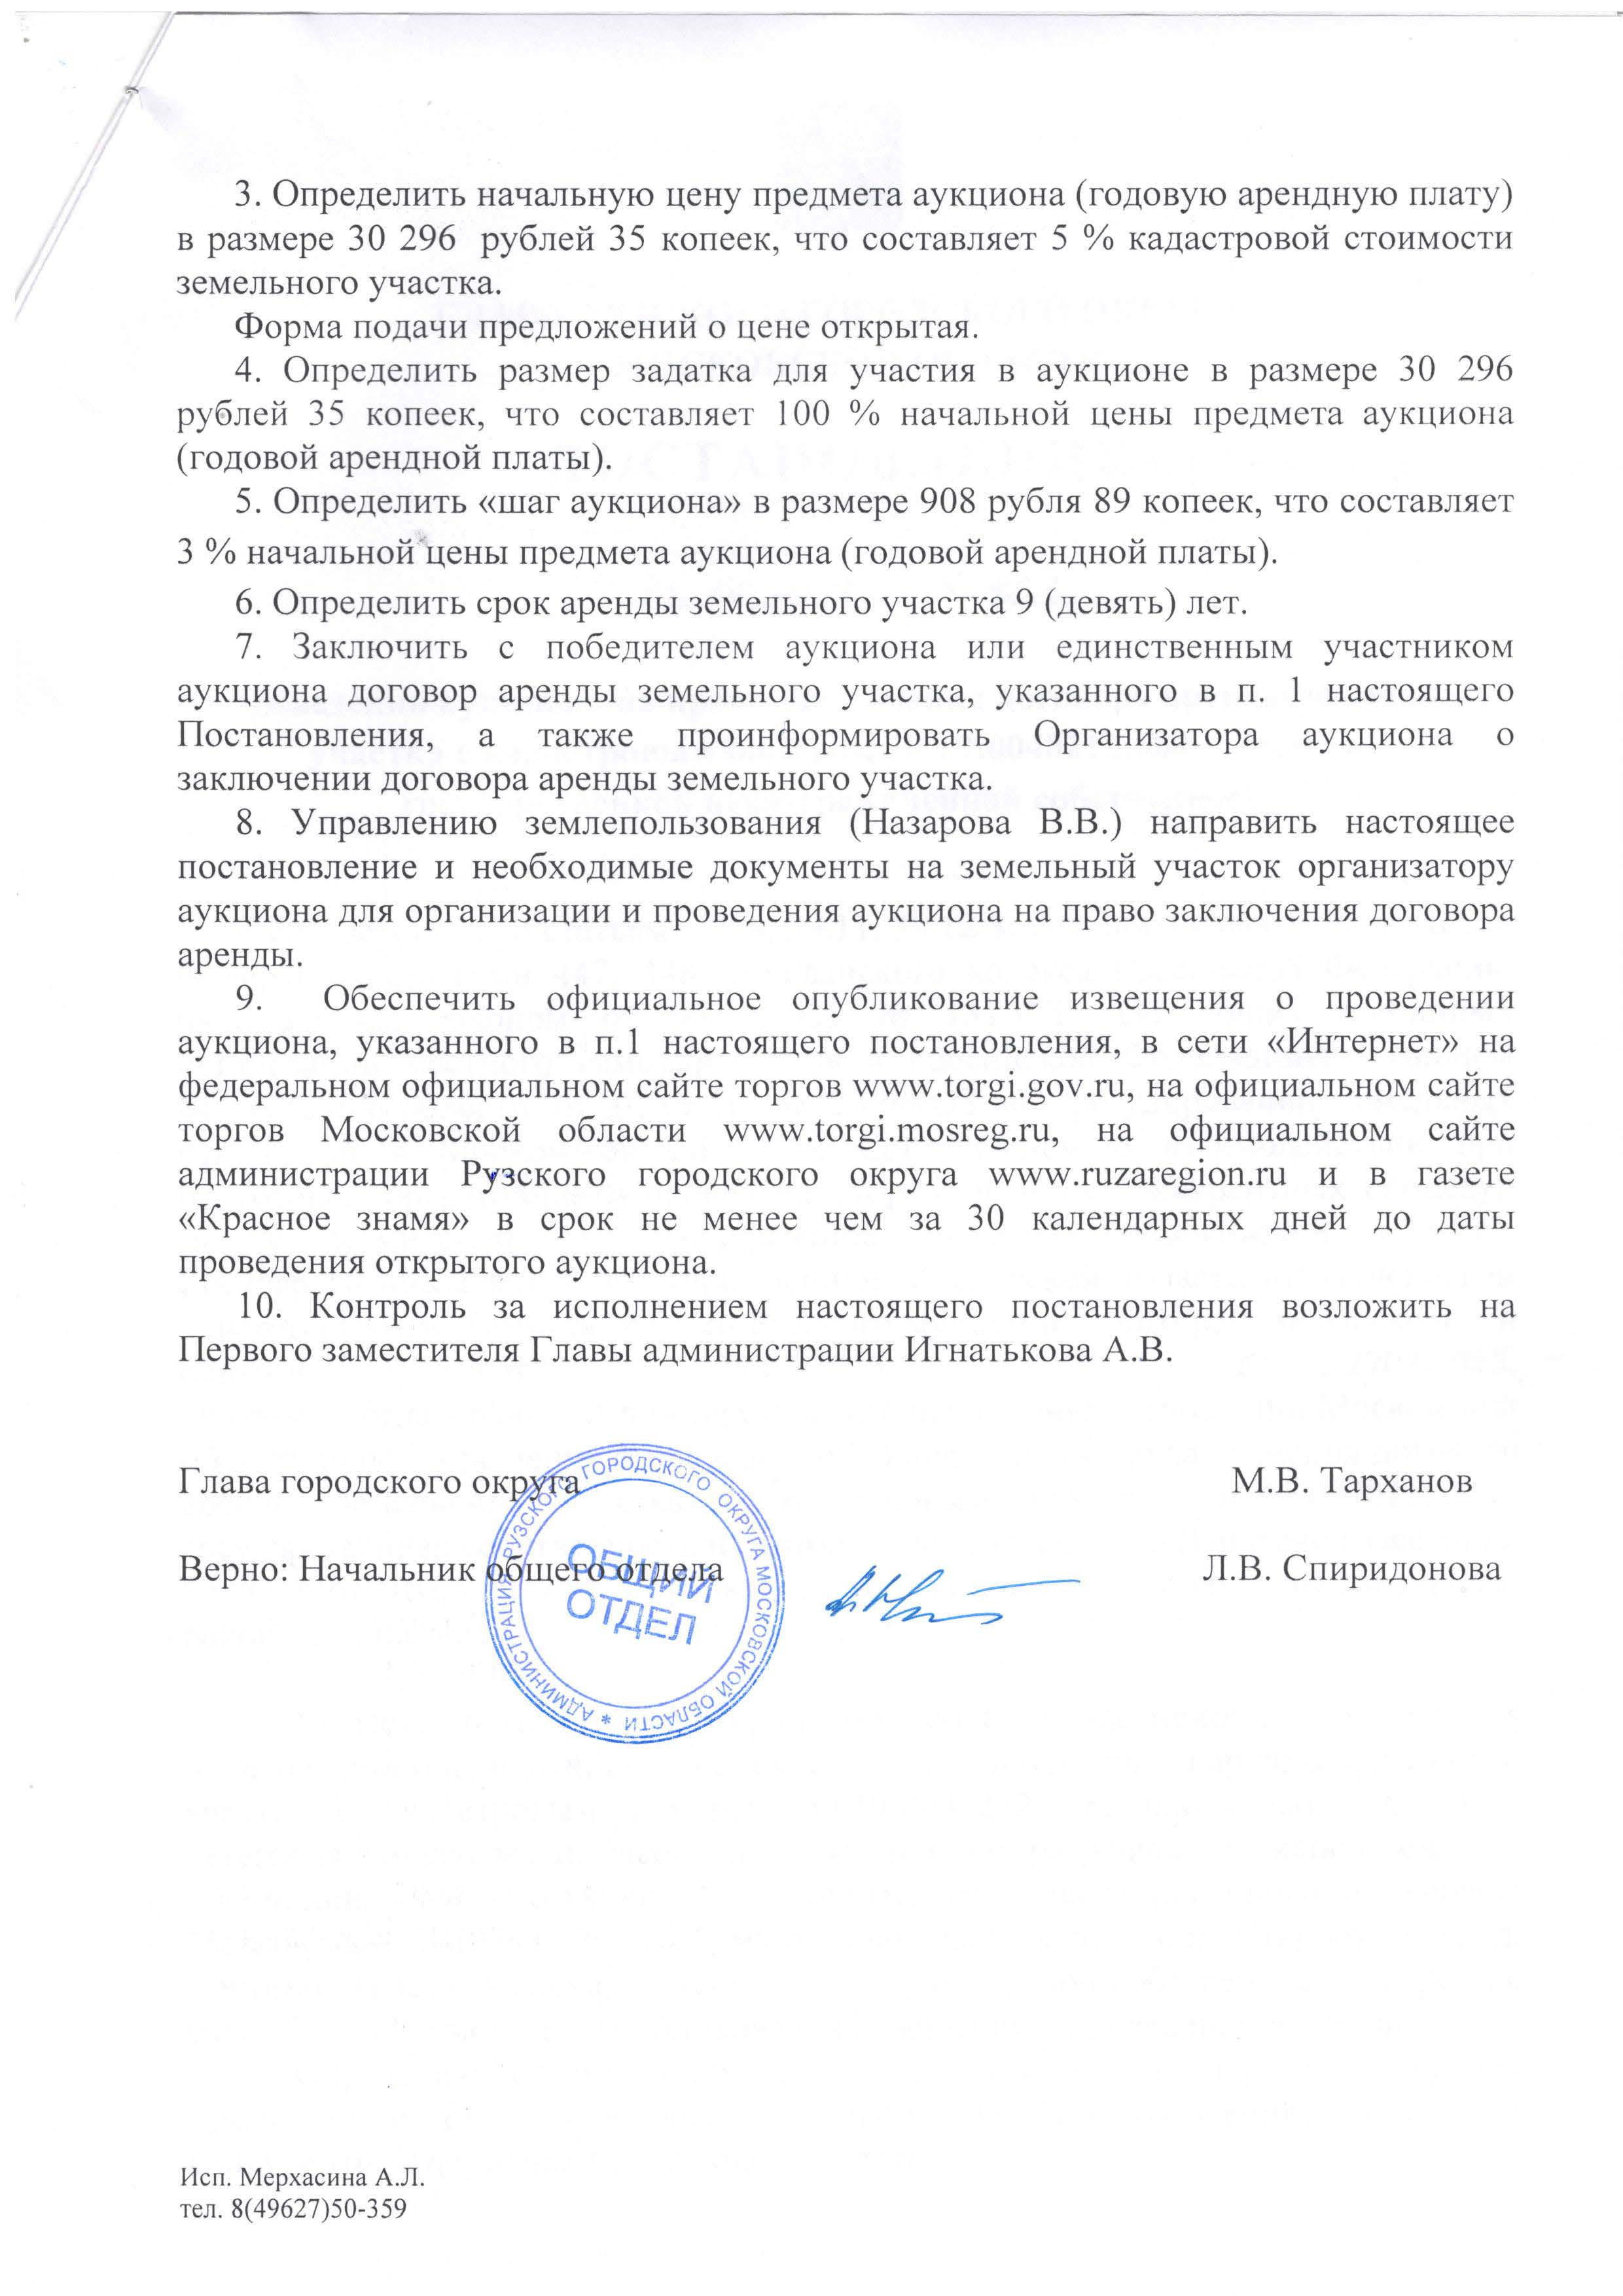 3. Определить начальную цену предмета аукциона (годовую арендную плату)
в размере 30 296 рублей 35 копеек, что составляет 5 % кадастровой стоимости
земельного участка.
Форма подачи предложений о цене открытая.
4. Определить размер задатка для участия в аукционе в размере 30 296
рублей 35 копеек, что составляет 100 % начальной цены предмета аукциона
(годовой арендной платы).
5. Определить «шаг аукциона» в размере 908 рубля 89 копеек, что составляет
3 % начальной цены предмета аукциона (годовой арендной платы).
6. Определить срок аренды земельного участка 9 (девять) лет.
7. Заключить с победителем аукциона или единственным участником
аукциона договор аренды земельного участка, указанного в п. 1 настоящего
Постановления, а также проинформировать Организатора аукциона о
заключении договора аренды земельного участка.
8. Управлению землепользования (Назарова В.В.) направить настоящее
постановление и необходимые документы на земельный участок организатору
аукциона для организации и проведения аукциона на право заключения договора
аренды.
9. Обеспечить официальное опубликование извещения о проведении
аукциона, указанного в п.1 настоящего постановления, в сети «Интернет» на
федеральном официальном сайте торгов www.torgi.gov.ru, на официальном сайте
торгов Московской области www.torgi.mosreg.ru, на официальном сайте
администрации Рузского городского округа www.ruzaregion.ru и в газете
«Красное знамя» в срок не менее чем за 30 календарных дней до даты
проведения открытого аукциона.
10. Контроль за исполнением настоящего постановления возложить на
Первого заместителя Главы администрации Игнатькова А.В.
Глава городского округа М.В. Тарханов
Верно: Начальник общего отдела Л.В. Спиридонова
АДМИНИСТРАЦИЯ РУЗСКОГО ГОРОДСКОГО ОКРУГА МОСКОВСКОЙ ОБЛАСТИ *
ОБЩИЙ
ОТДЕЛ
Исп. Мерхасина А.Л.
тел. 8(49627)50-359